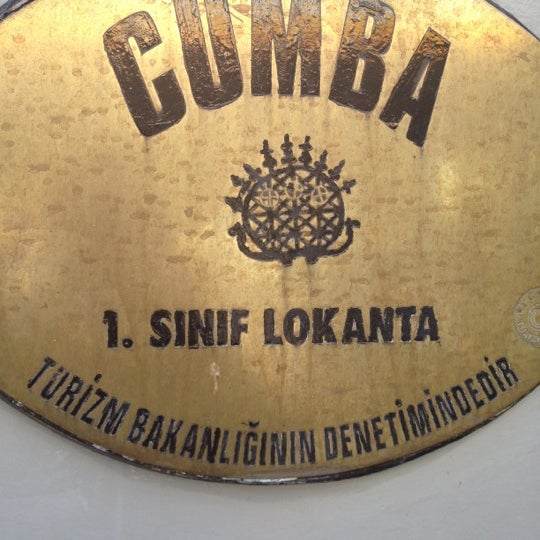 CUMBA
1. SINIF LOKANTA
TURİZM BAKANLIĞININ DENETİMİNDEDİR